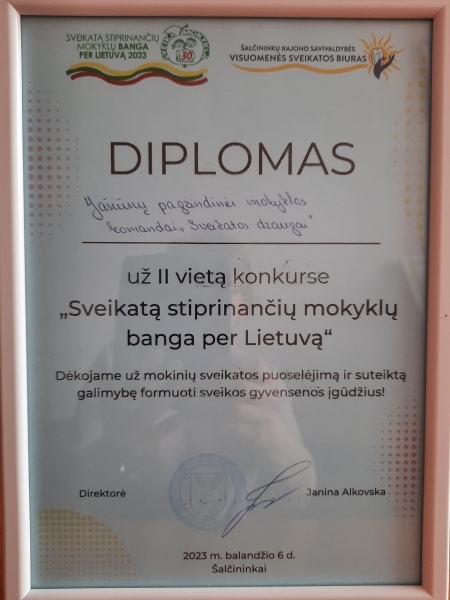 SVEIKATĄ STIPRINANČIŲ
MOKYKLŲ BANGA
PER LIETUVĄ 2023
SVEIKA MOKYKLA
30
ŠALČININKŲ RAJONO SAVIVALDYBĖS
VISUOMENĖS SVEIKATOS BIURAS
DIPLOMAS
Jašiūnų pagrindinės mokyklos
komandai „Sveikatos draugai"
už II vietą konkurse
„Sveikatą stiprinančių mokyklų
banga per Lietuvą“
Dėkojame už mokinių sveikatos puoselėjimą ir suteiktą
galimybę formuoti sveikos gyvensenos įgūdžius!
Direktorė
Janina Alkovska
2023 m. balandžio 6 d.
Šalčininkai